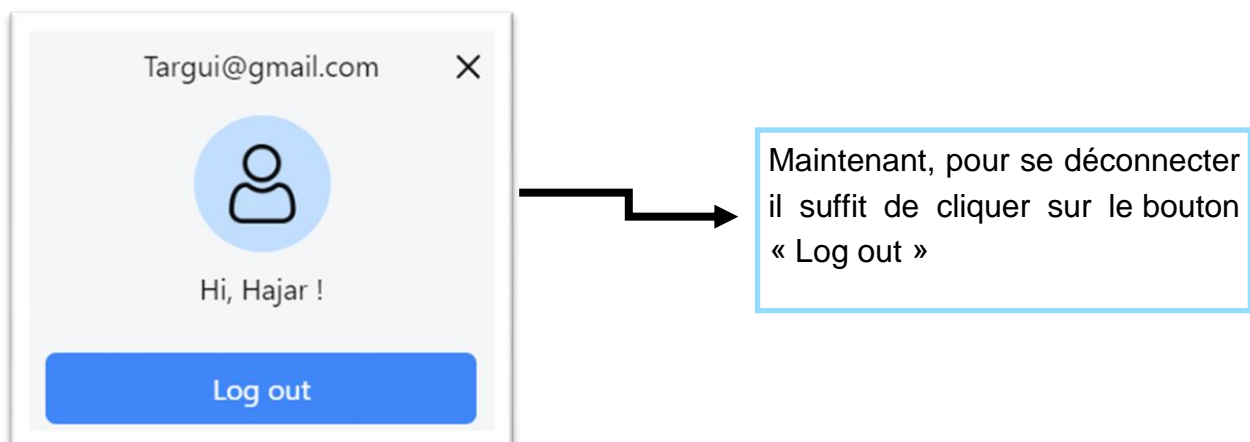 Targui@gmail.com
Hi, Hajar !
Log out
Maintenant, pour se déconnecter
il suffit de cliquer sur le bouton
« Log out »